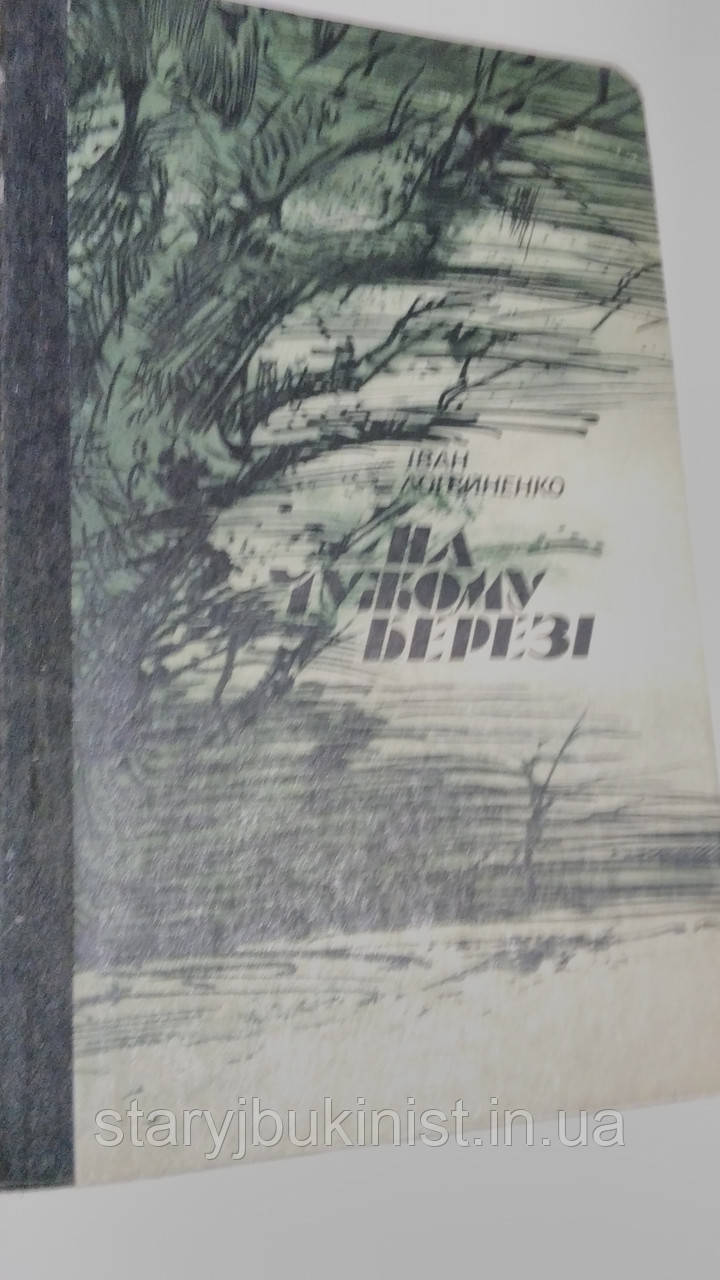 ІВАН
ЛОГВИНЕНКО
НА
ЧУЖОМУ
БЕРЕЗІ
staryjbukinist.in.ua